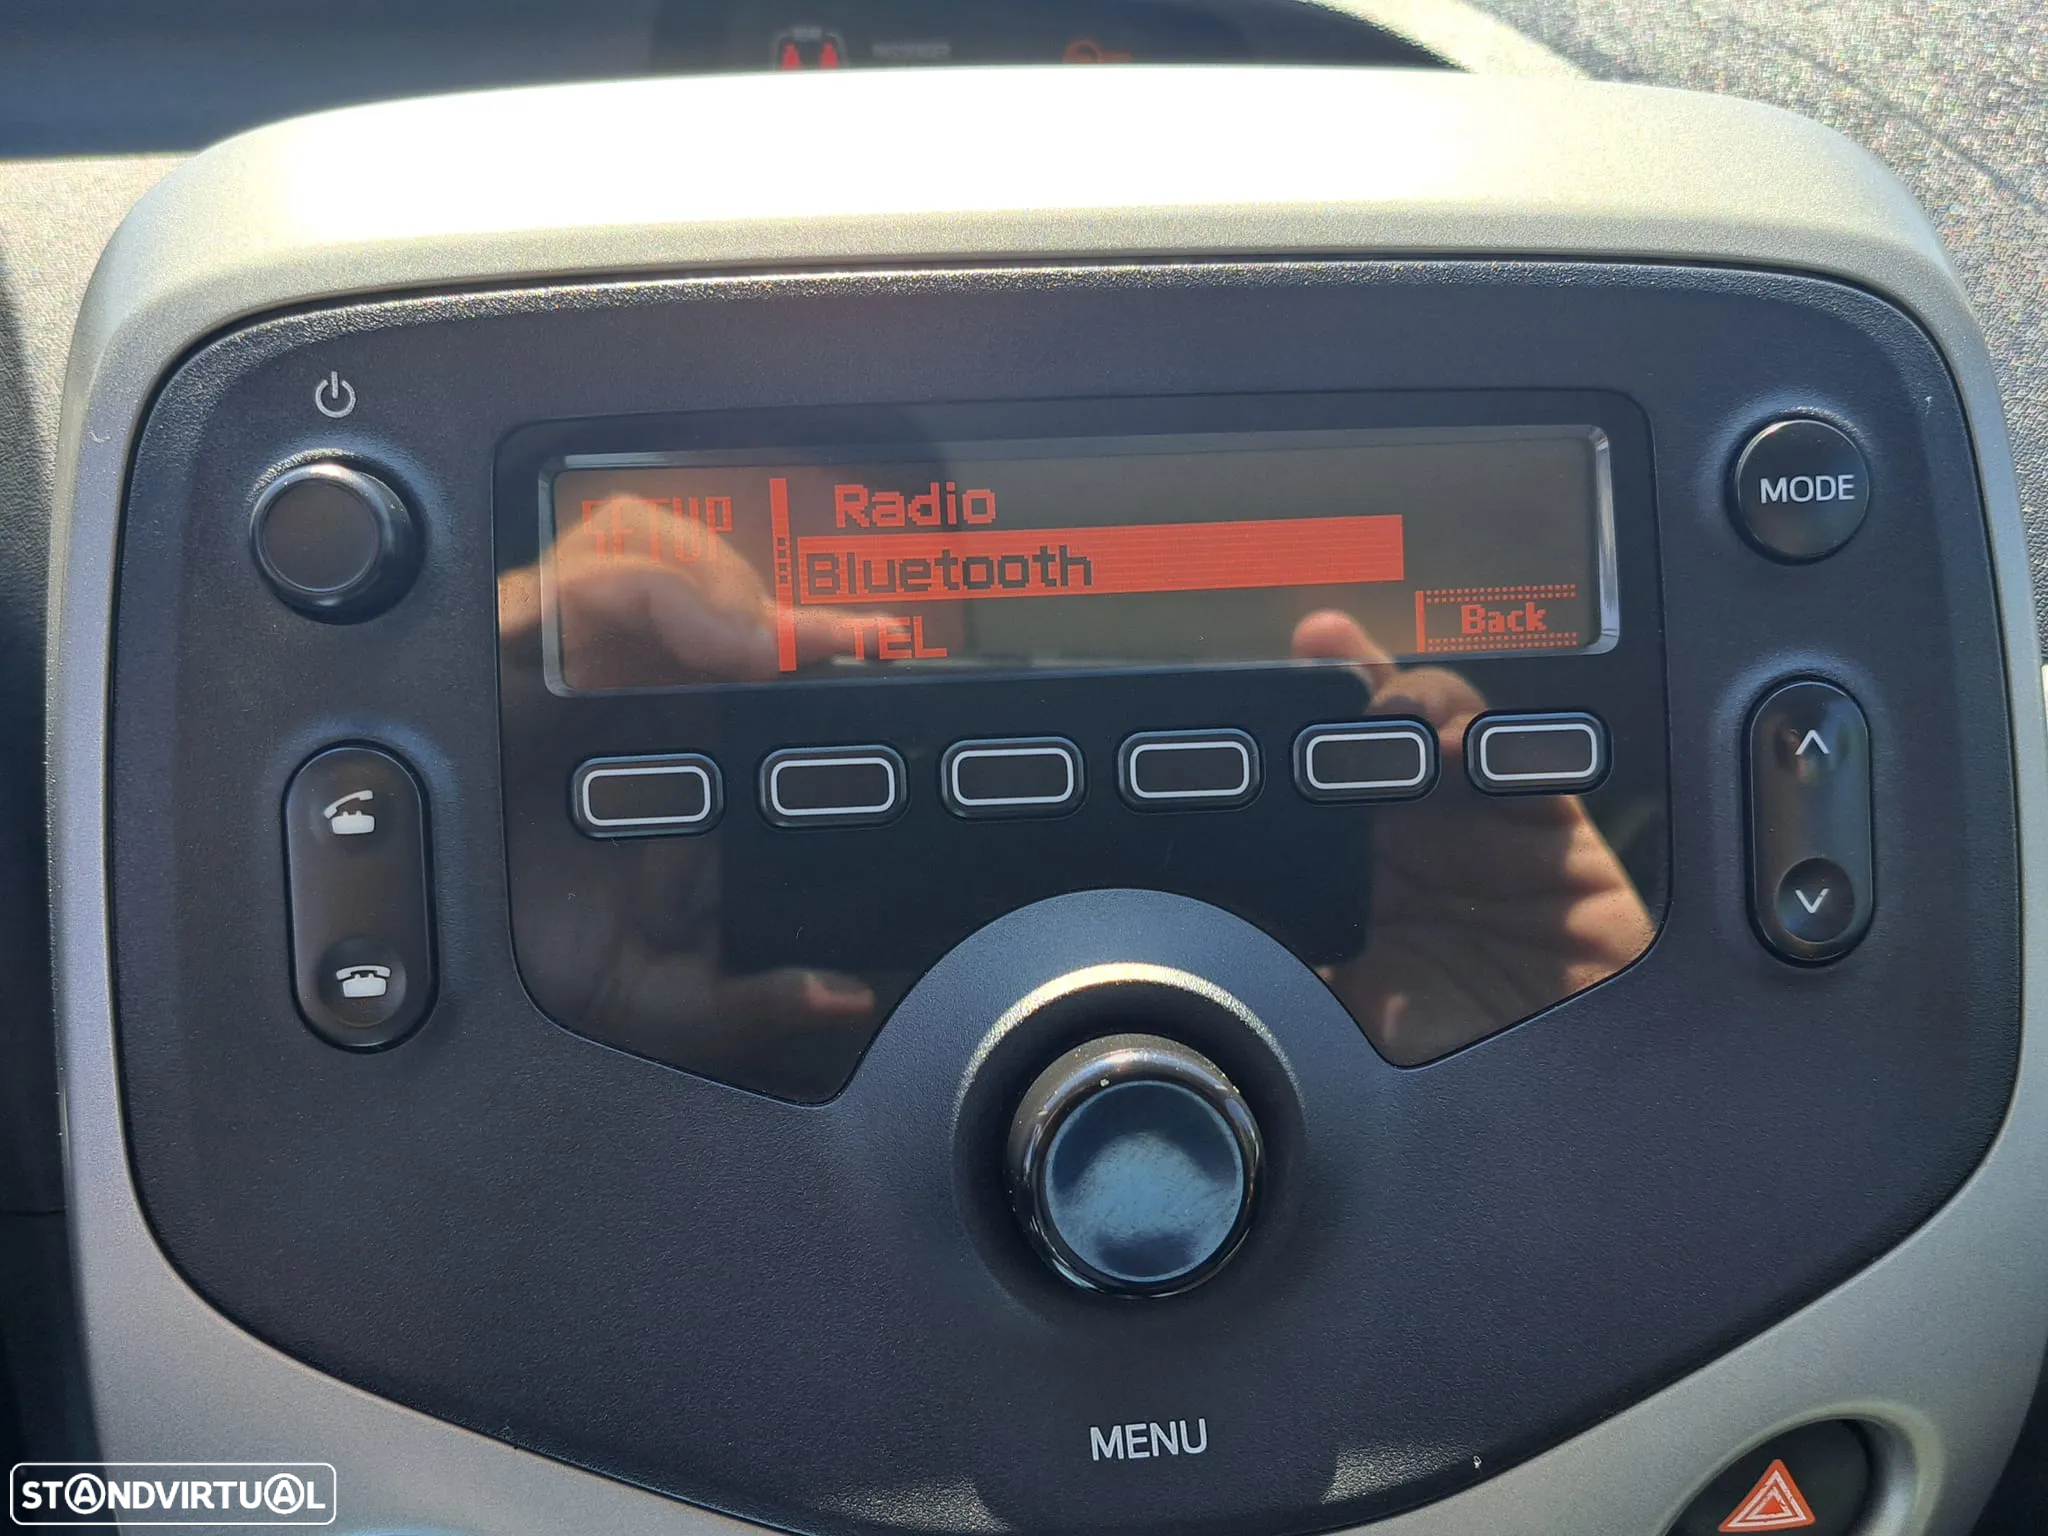 SETUP
Radio
Bluetooth
TEL
Back
MODE
MENU
STANDVIRTUAL